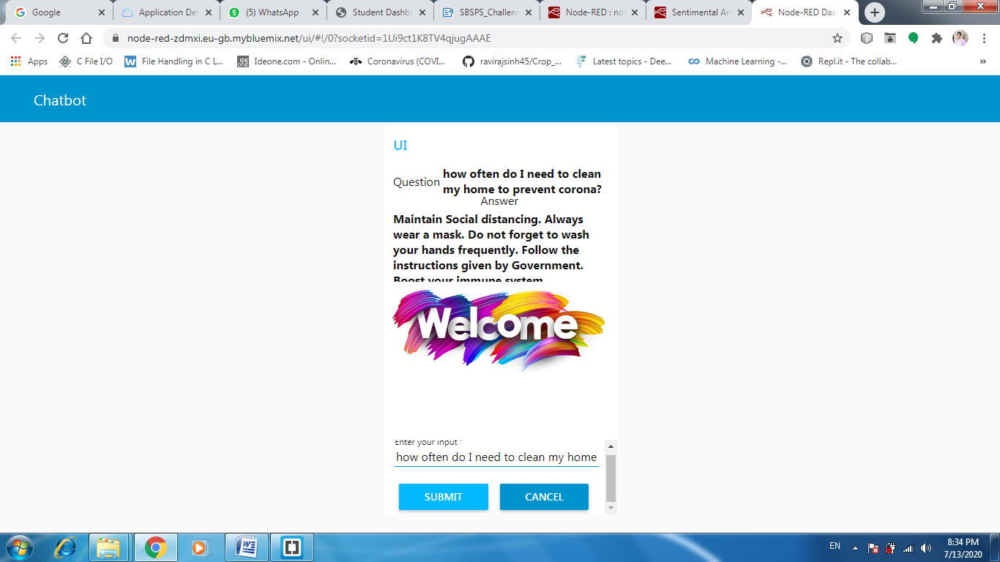 Google
Application Det
(5) WhatsApp
Student Dashbo
SBSPS_Challeng
Node-RED : nod
Sentimental An
Node-RED Das
node-red-zdmxi.eu-gb.mybluemix.net/ui/#!/0?socketid=1Ui9ct1K8TV4qjugAAAE
Apps
C File I/O
File Handling in C L...
Ideone.com - Onlin...
Coronavirus (COVI...
ravirajsinh45/Crop_...
Latest topics - Dee...
Machine Learning -...
Repl.it - The collab...
»
Chatbot
UI
Question
how often do I need to clean
my home to prevent corona?
Answer
Maintain Social distancing. Always
wear a mask. Do not forget to wash
your hands frequently. Follow the
instructions given by Government.
Boost your immune system
Welcome
Enter your input *
how often do I need to clean my home
SUBMIT
CANCEL
EN
8:34 PM
7/13/2020